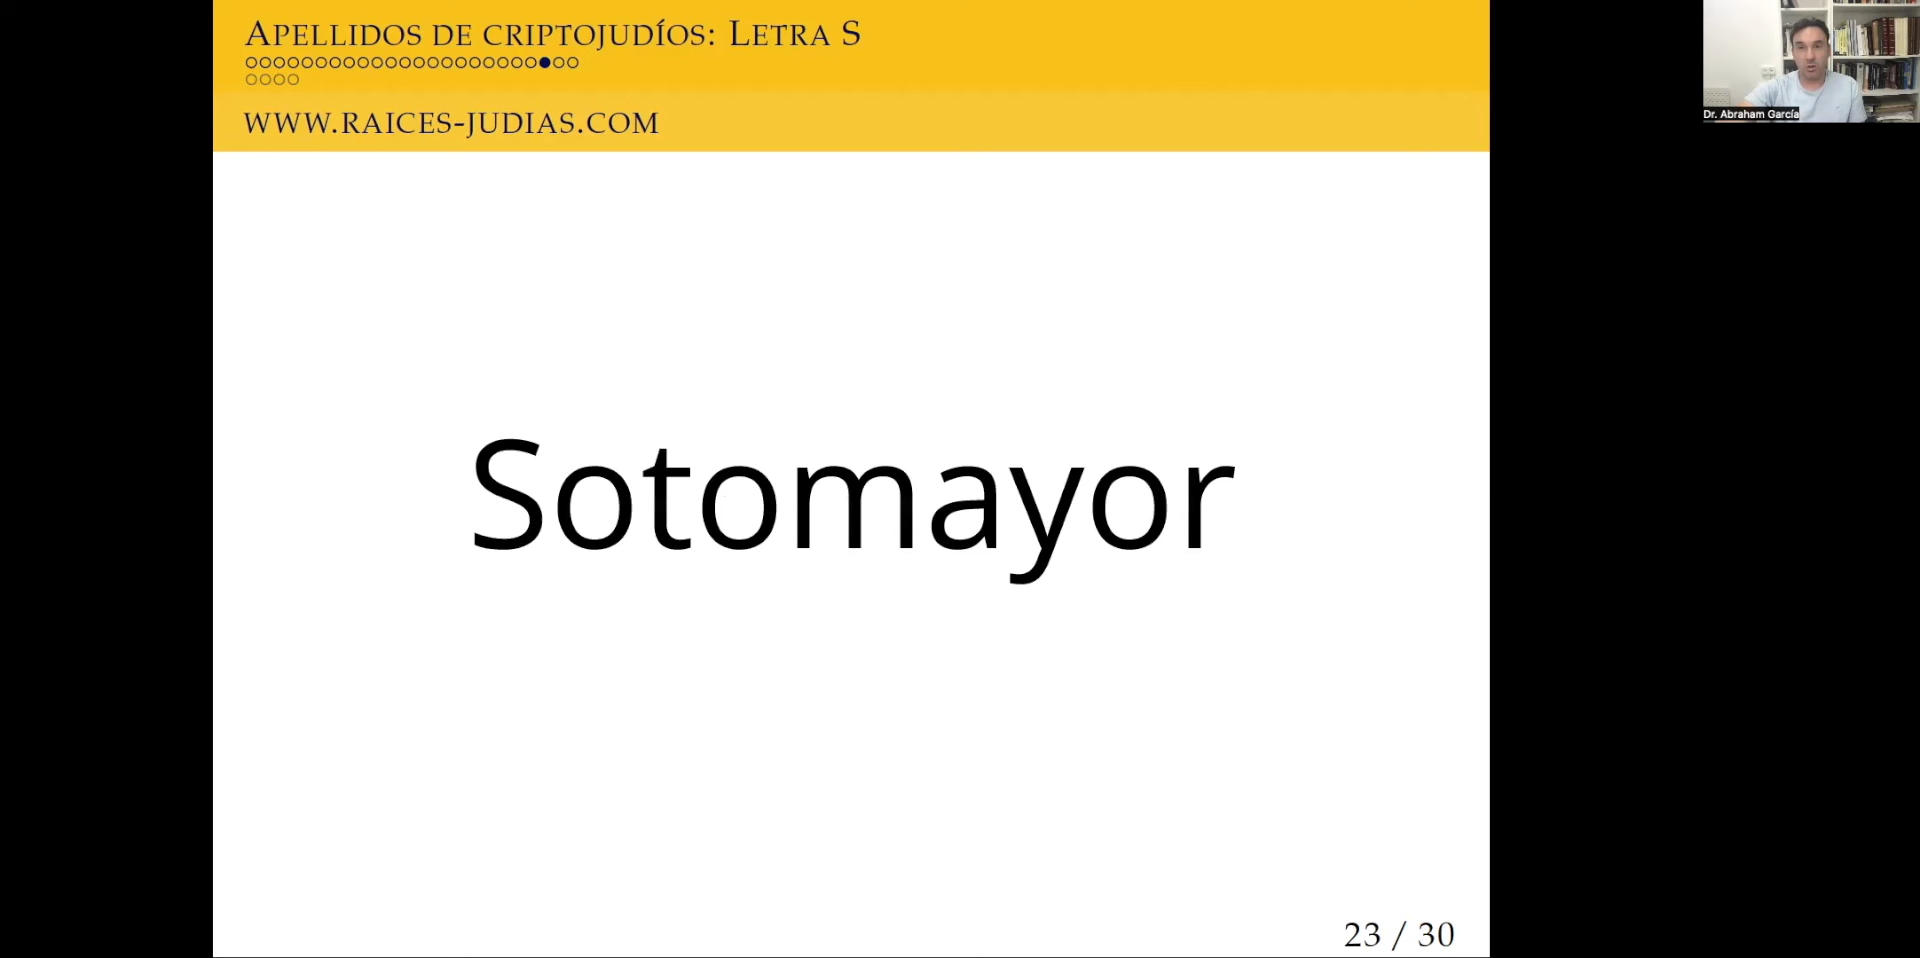 APELLIDOS DE CRIPTOJUDÍOS: LETRA S
WWW.RAICES-JUDIAS.COM
Dr. Abraham García
Sotomayor
23 / 30